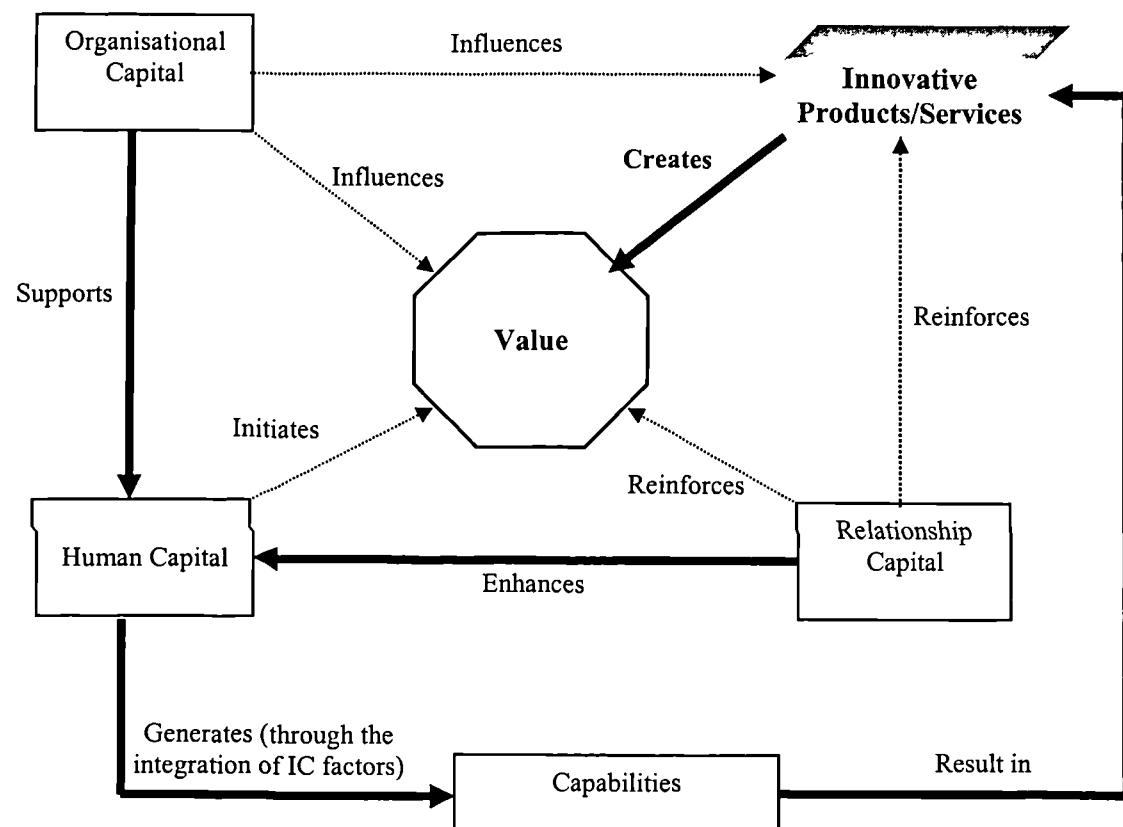 Organisational
Capital
Influences
Innovative
Products/Services
Creates
Influences
Supports
Value
Reinforces
Initiates
Reinforces
Human Capital
Relationship
Capital
Enhances
Generates (through the
integration of IC factors)
Capabilities
Result in